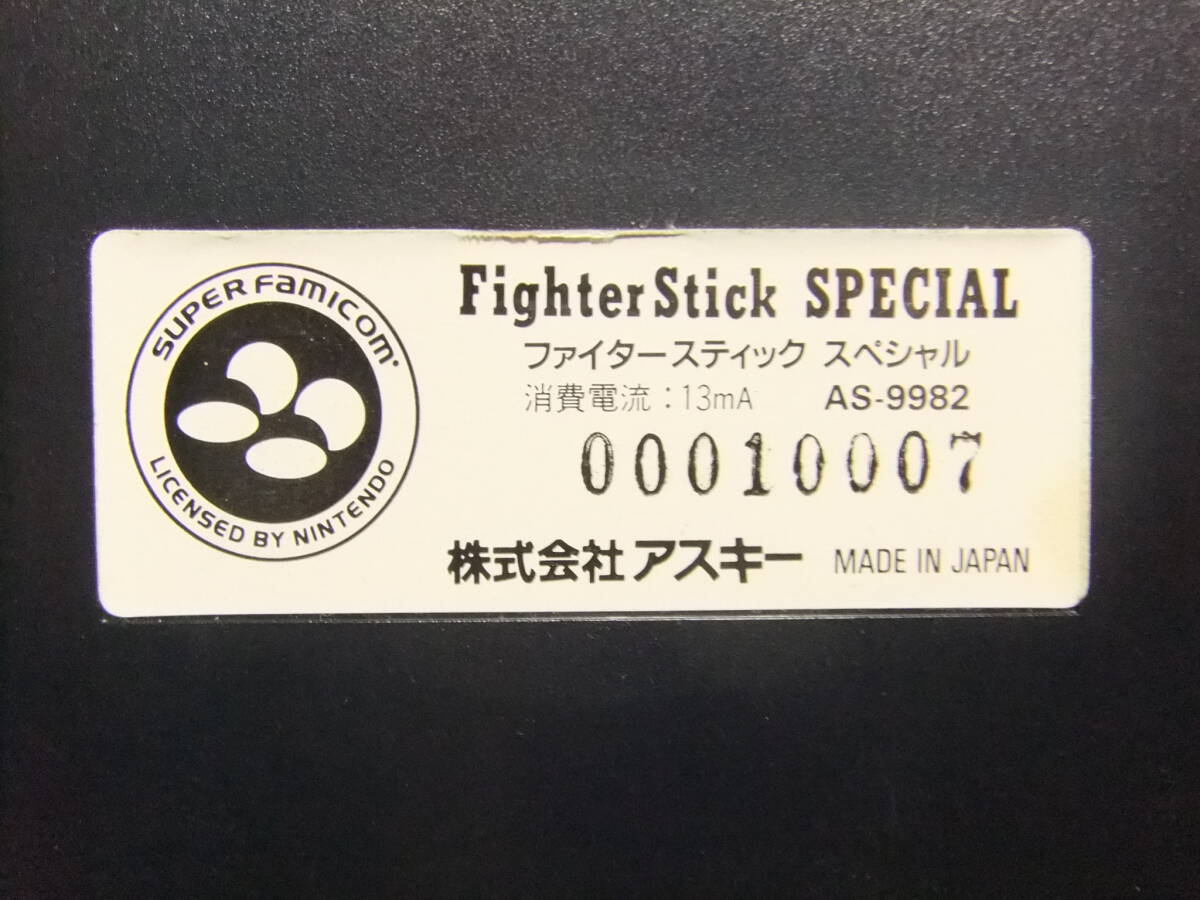 SUPER FAMICOM
LICENSED BY NINTENDO
FighterStick SPECIAL
ファイタースティック スペシャル
消費電流：13mA AS-9982
00010007
株式会社アスキー MADE IN JAPAN